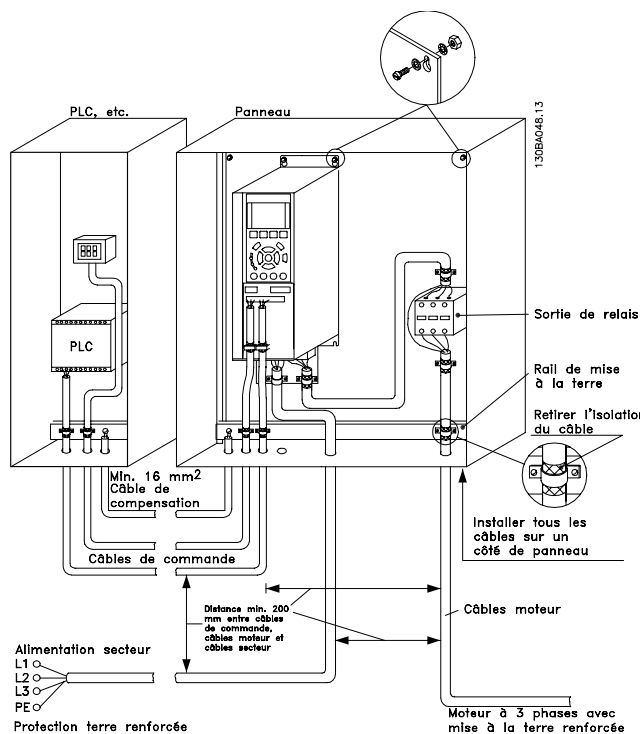 PLC, etc.
Panneau
130BA048.13
PLC
Sortie de relais
Rail de mise
à la terre
Retirer l'isolation
du câble
Min. 16 mm2
Câble de
compensation
Installer tous les
câbles sur un
côté de panneau
Câbles de commande
Distance min. 200
mm entre câbles
de commande,
câbles moteur et
câbles secteur
Câbles moteur
Alimentation secteur
L1
L2
L3
PE
Protection terre renforcée
Moteur à 3 phases avec
mise à la terre renforcée